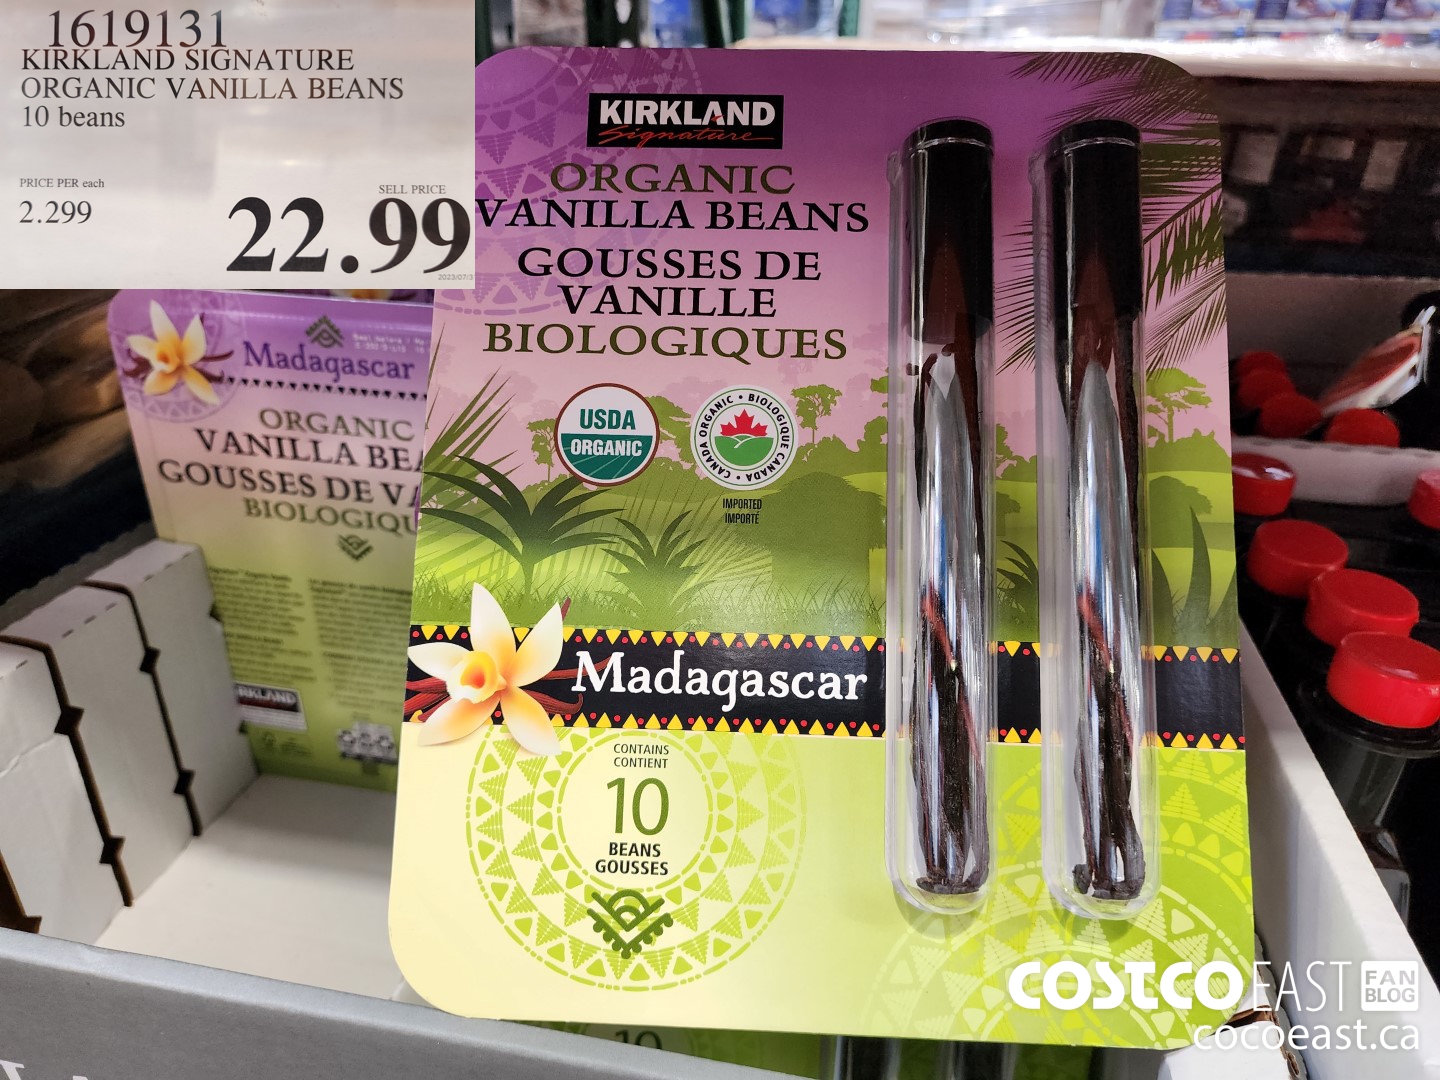 1619131
KIRKLAND SIGNATURE
ORGANIC VANILLA BEANS
10 beans
PRICE PER each
2.299
SELL PRICE
22.99
KIRKLAND
Signature
ORGANIC
VANILLA BEANS
GOUSSES DE
VANILLE
BIOLOGIQUES
USDA
ORGANIC
CANADA ORGANIC • BIOLOGIQUE CANADA •
IMPORTED
IMPORTÉ
Madagascar
CONTAINS
CONTIENT
10
BEANS
GOUSSES
Madagascar
ORGANIC
VANILLA BEA
GOUSSES DE VA
BIOLOGIQU
KIRKLAND
10
COSTCO EAST FAN BLOG
cocoeast.ca